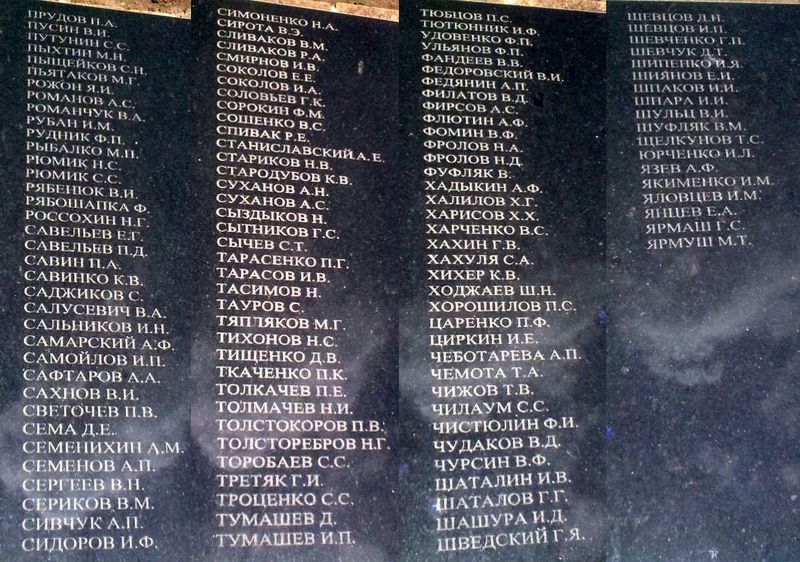 ПРУДОВ П.А.
ПУСИН В.И.
ПУТУНИН С.С.
ПЫХТИН М.Н.
ПЫЩЕЙКОВ С.Н.
ПЬЯТАКОВ М.Г.
РОЖОН Я.И.
РОМАНОВ А.С.
РОМАНЧУК В.А.
РУБАН И.М.
РУДНИК Ф.П.
РЫБАЛКО М.П.
РЮМИК Н.С.
РЮМИК С.С.
РЯБЕНЮК В.И.
РЯБОШАПКА Ф.
РОССОХИН Н.Г.
САВЕЛЬЕВ Е.Г.
САВЕЛЬЕВ П.Д.
САВИН П.А.
САВИНКО К.В.
САДЖИКОВ С.
САЛУСЕВИЧ В.А.
САЛЬНИКОВ И.Н.
САМАРСКИЙ А.Ф.
САМОЙЛОВ И.П.
САФТАРОВ А.А.
САХНОВ В.И.
СВЕТОЧЕВ П.В.
СЕМА Д.Е.
СЕМЕНИХИН А.М.
СЕМЕНОВ А.П.
СЕРГЕЕВ В.Н.
СЕРИКОВ В.М.
СИВЧУК А.П.
СИДОРОВ И.Ф.
СИМОНЕНКО Н.А.
СИРОТА В.Э.
СЛИВАКОВ В.М.
СЛИВАКОВ Р.А.
СМИРНОВ И.В.
СОКОЛОВ Е.Е.
СОКОЛОВ И.А.
СОЛОВЬЕВ Г.К.
СОРОКИН Ф.М.
СОШЕНКО В.С.
СПИВАК Р.Е.
СТАНИСЛАВСКИЙ А.Е.
СТАРИКОВ Н.В.
СТАРОДУБОВ К.В.
СУХАНОВ А.Н.
СУХАНОВ А.С.
СЫЗДЫКОВ Н.
СЫТНИКОВ Г.С.
СЫЧЕВ С.Т.
ТАРАСЕНКО П.Г.
ТАРАСОВ И.В.
ТАСИМОВ Н.
ТАУРОВ С.
ТЯПЛЯКОВ М.Г.
ТИХОНОВ Н.С.
ТИЩЕНКО Д.В.
ТКАЧЕНКО П.К.
ТОЛКАЧЕВ П.Е.
ТОЛМАЧЕВ Н.И.
ТОЛСТОКОРОВ П.В.
ТОЛСТОРЕБРОВ Н.Г.
ТОРОБАЕВ С.С.
ТРЕТЯК Г.И.
ТРОЦЕНКО С.С.
ТУМАШЕВ Д.
ТУМАШЕВ И.П.
ТЮБЦОВ П.С.
ТЮТЮННИК И.Ф.
УДОВЕНКО Ф.П.
УЛЬЯНОВ Ф.П.
ФАНДЕЕВ В.В.
ФЕДОРОВСКИЙ В.И.
ФЕДЯНИН А.П.
ФИЛАТОВ В.Д.
ФИРСОВ А.С.
ФЛЮТИН А.Ф.
ФОМИН В.Ф.
ФРОЛОВ Н.А.
ФРОЛОВ Н.Д.
ФУФЛЯК В.
ХАДЫКИН А.Ф.
ХАЛИЛОВ Х.Г.
ХАРИСОВ Х.Х.
ХАРЧЕНКО В.С.
ХАХИН Г.В.
ХАХУЛЯ С.А.
ХИХЕР К.В.
ХОДЖАЕВ Ш.Н.
ХОРОШИЛОВ П.С.
ЦАРЕНКО П.Ф.
ЦИРКИН И.Е.
ЧЕБОТАРЕВА А.П.
ЧЕМОТА Т.А.
ЧИЖОВ Т.В.
ЧИЛАУМ С.С.
ЧИСТЮЛИН Ф.И.
ЧУДАКОВ В.Д.
ЧУРСИН В.Ф.
ШАТАЛИН И.В.
ШАТАЛОВ Г.Г.
ШАШУРА И.Д.
ШВЕДСКИЙ Г.Я.
ШЕВЦОВ Д.Н.
ШЕВЦОВ И.П.
ШЕВЧЕНКО Г.П.
ШЕВЧУК Д.Т.
ШИПЕНКО И.Я.
ШИЯНОВ Е.И.
ШПАКОВ И.И.
ШПАРА И.И.
ШУЛЬЦ В.И.
ШУФЛЯК В.М.
ЩЕЛКУНОВ Т.С.
ЮРЧЕНКО И.Л.
ЯЗЕВ А.Ф.
ЯКИМЕНКО И.М.
ЯЛОВЦЕВ И.М.
ЯНЦЕВ Е.А.
ЯРМАШ Г.С.
ЯРМУШ М.Т.